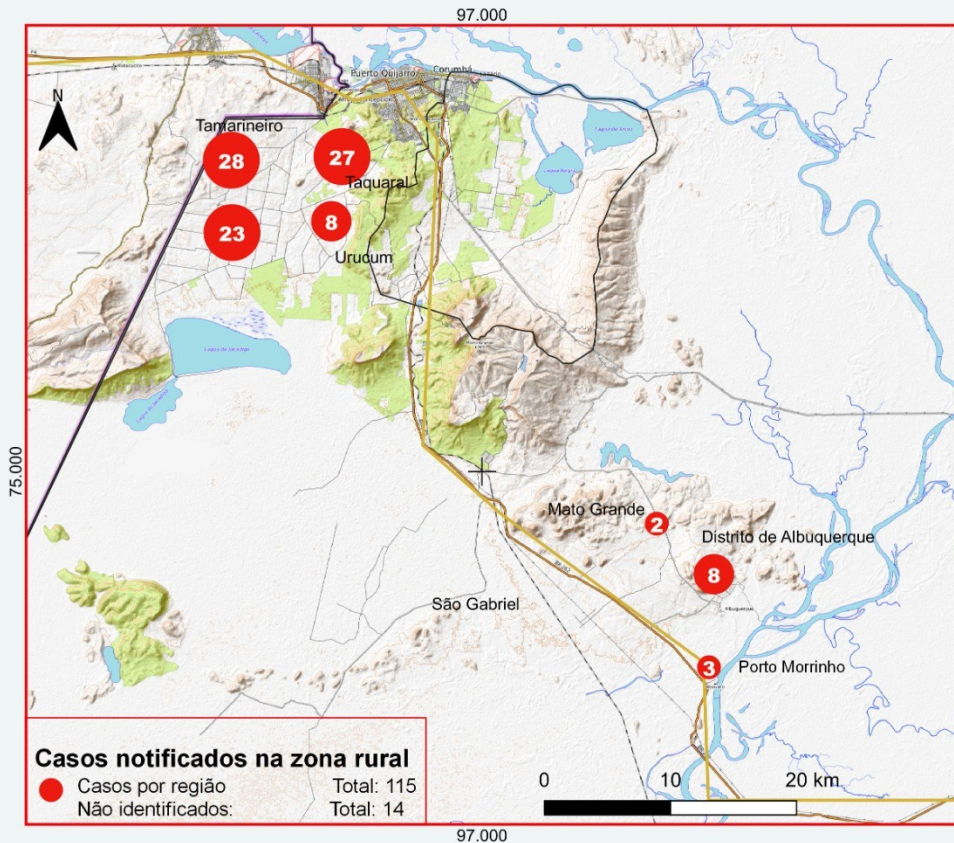 97.000
N
Puerto Quijarro
Corumbá
Tamarineiro
28
27
Taquaral
23
8
Urucum
75.000
Mato Grande
2
Distrito de Albuquerque
8
Albuquerque
São Gabriel
3
Porto Morrinho
Casos notificados na zona rural
Casos por região Total: 115
Não identificados: Total: 14
0 10 20 km
97.000